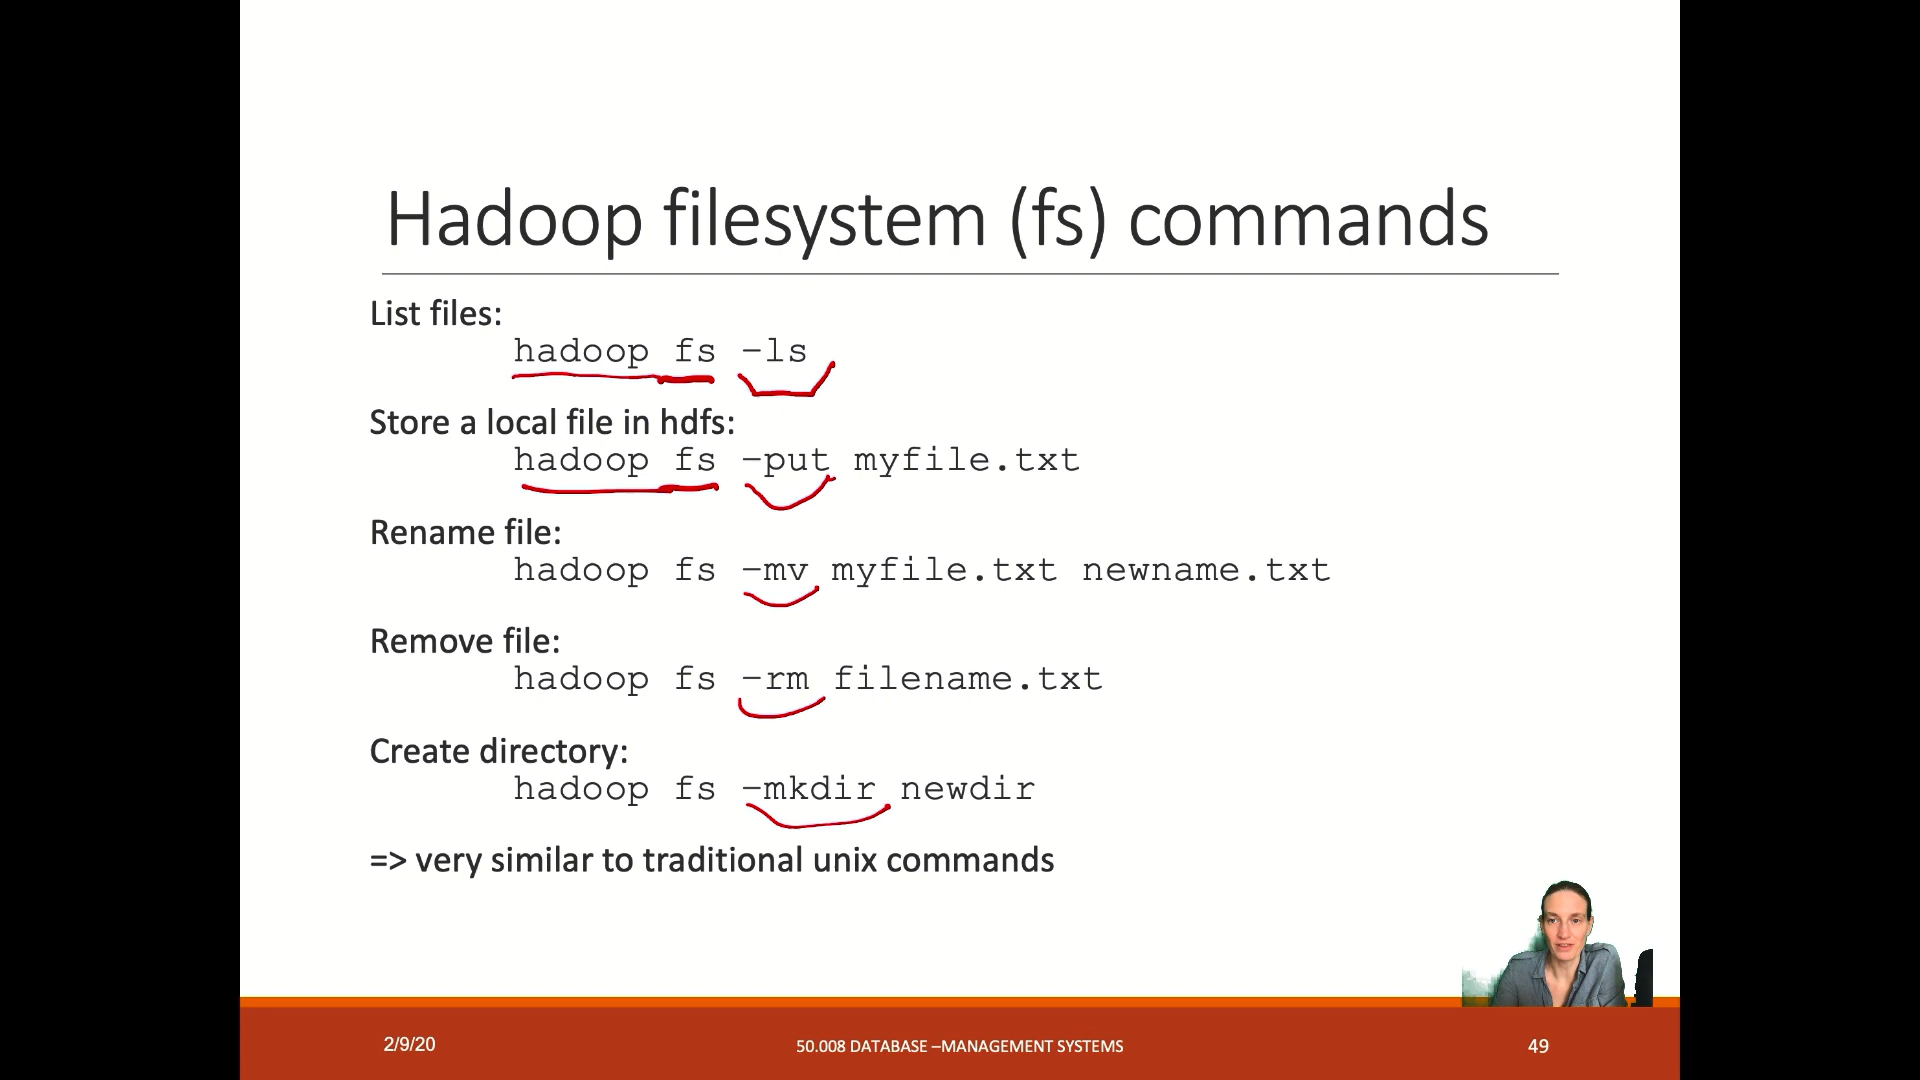 Hadoop filesystem (fs) commands
List files:
hadoop fs -ls
Store a local file in hdfs:
hadoop fs -put myfile.txt
Rename file:
hadoop fs -mv myfile.txt newname.txt
Remove file:
hadoop fs -rm filename.txt
Create directory:
hadoop fs -mkdir newdir
=> very similar to traditional unix commands
2/9/20
50.008 DATABASE –MANAGEMENT SYSTEMS
49